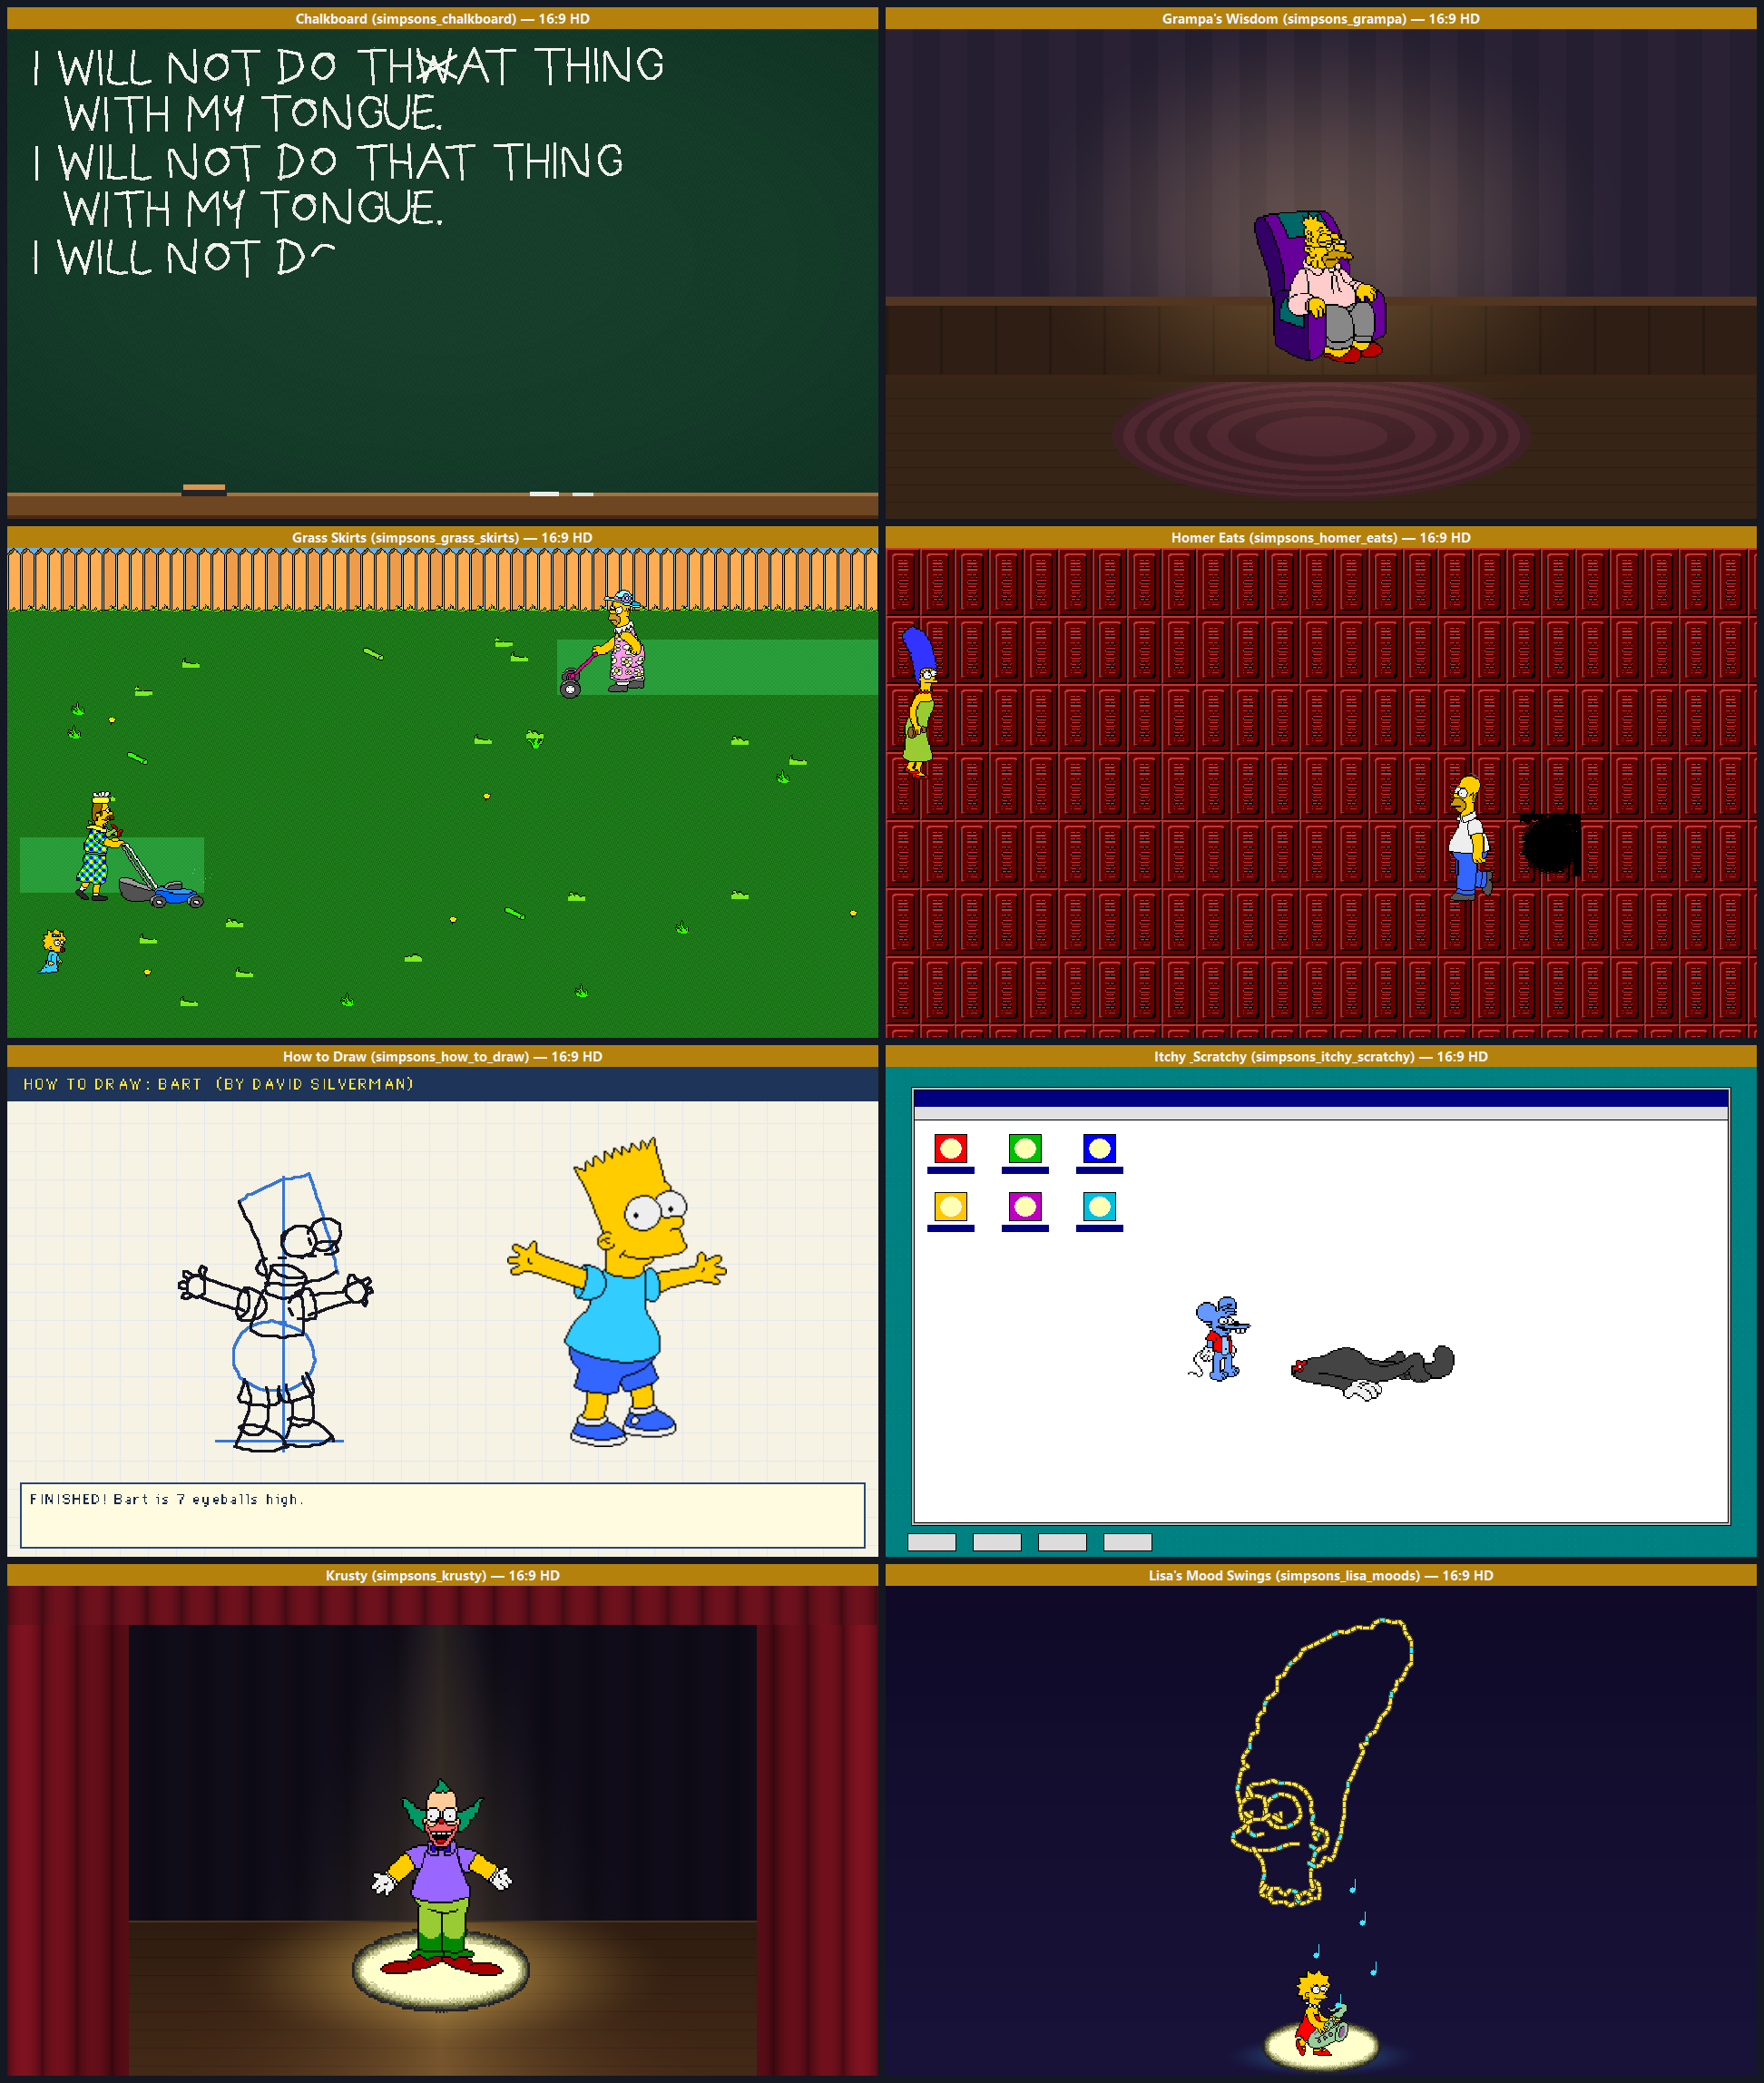 Chalkboard (simpsons_chalkboard) — 16:9 HD
I WILL NOT DO THWAT THING
WITH MY TONGUE.
I WILL NOT DO THAT THING
WITH MY TONGUE.
I WILL NOT D
Grampa's Wisdom (simpsons_grampa) — 16:9 HD
Grass Skirts (simpsons_grass_skirts) — 16:9 HD
Homer Eats (simpsons_homer_eats) — 16:9 HD
How to Draw (simpsons_how_to_draw) — 16:9 HD
HOW TO DRAW: BART (BY DAVID SILVERMAN)
FINISHED! Bart is 7 eyeballs high.
Itchy_Scratchy (simpsons_itchy_scratchy) — 16:9 HD
Krusty (simpsons_krusty) — 16:9 HD
Lisa's Mood Swings (simpsons_lisa_moods) — 16:9 HD